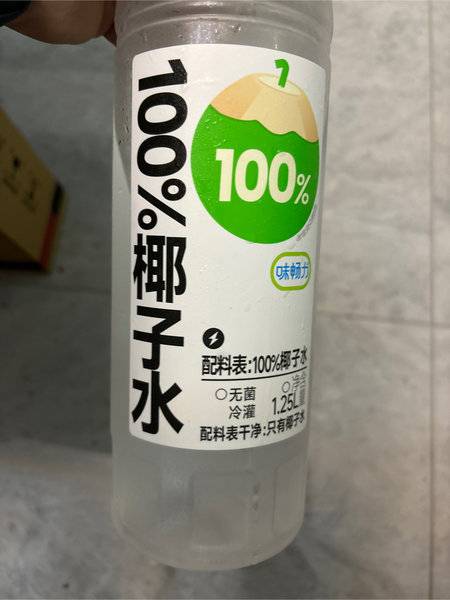 100%椰子水
100%
味畅力
配料表:100%椰子水
无菌
冷灌
净含量
1.25L
配料表干净:只有椰子水